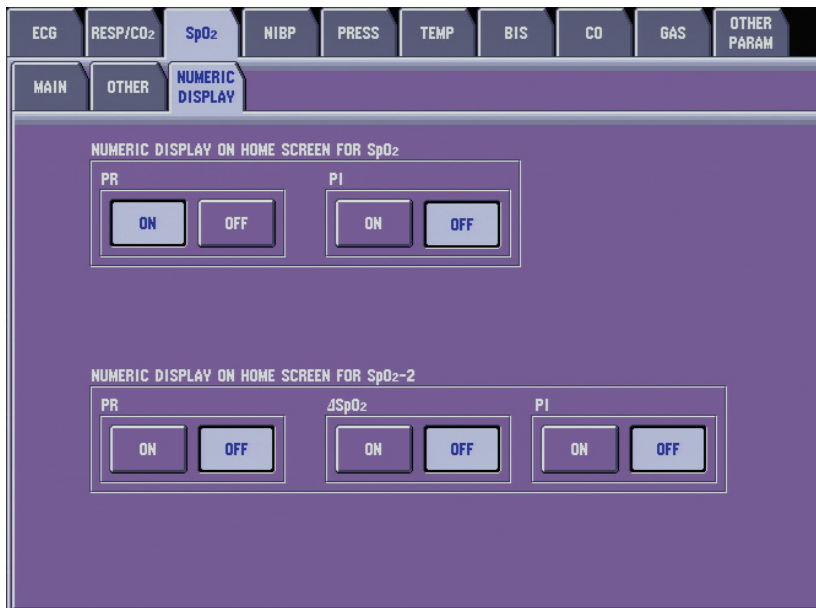 ECG RESP/CO₂ SpO₂ NIBP PRESS TEMP BIS CO GAS OTHER PARAM
MAIN OTHER NUMERIC DISPLAY
NUMERIC DISPLAY ON HOME SCREEN FOR SpO₂
PR PI
ON OFF ON OFF
NUMERIC DISPLAY ON HOME SCREEN FOR SpO₂-2
PR ΔSpO₂ PI
ON OFF ON OFF ON OFF